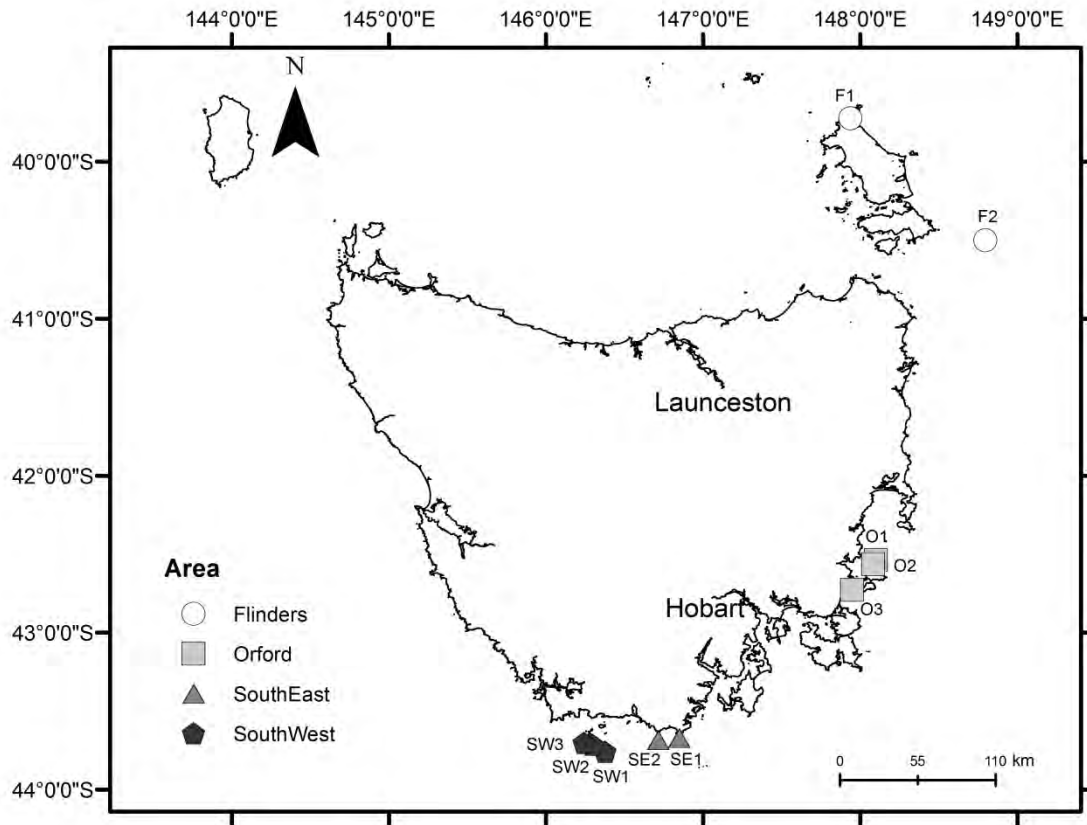 144°0'0"E 145°0'0"E 146°0'0"E 147°0'0"E 148°0'0"E 149°0'0"E
N
F1
40°0'0"S
F2
41°0'0"S
Launceston
42°0'0"S
O1
O2
Area
Flinders
Hobart
O3
43°0'0"S
Orford
SouthEast
SouthWest
SW3
SW2
SW1
SE2
SE1
0 55 110 km
44°0'0"S